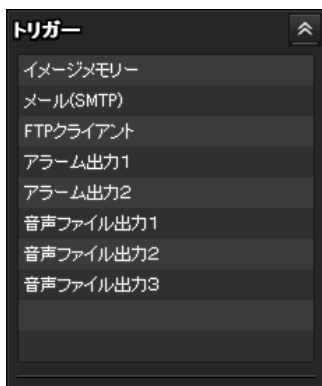 トリガー
イメージメモリー
メール(SMTP)
FTPクライアント
アラーム出力1
アラーム出力2
音声ファイル出力1
音声ファイル出力2
音声ファイル出力3